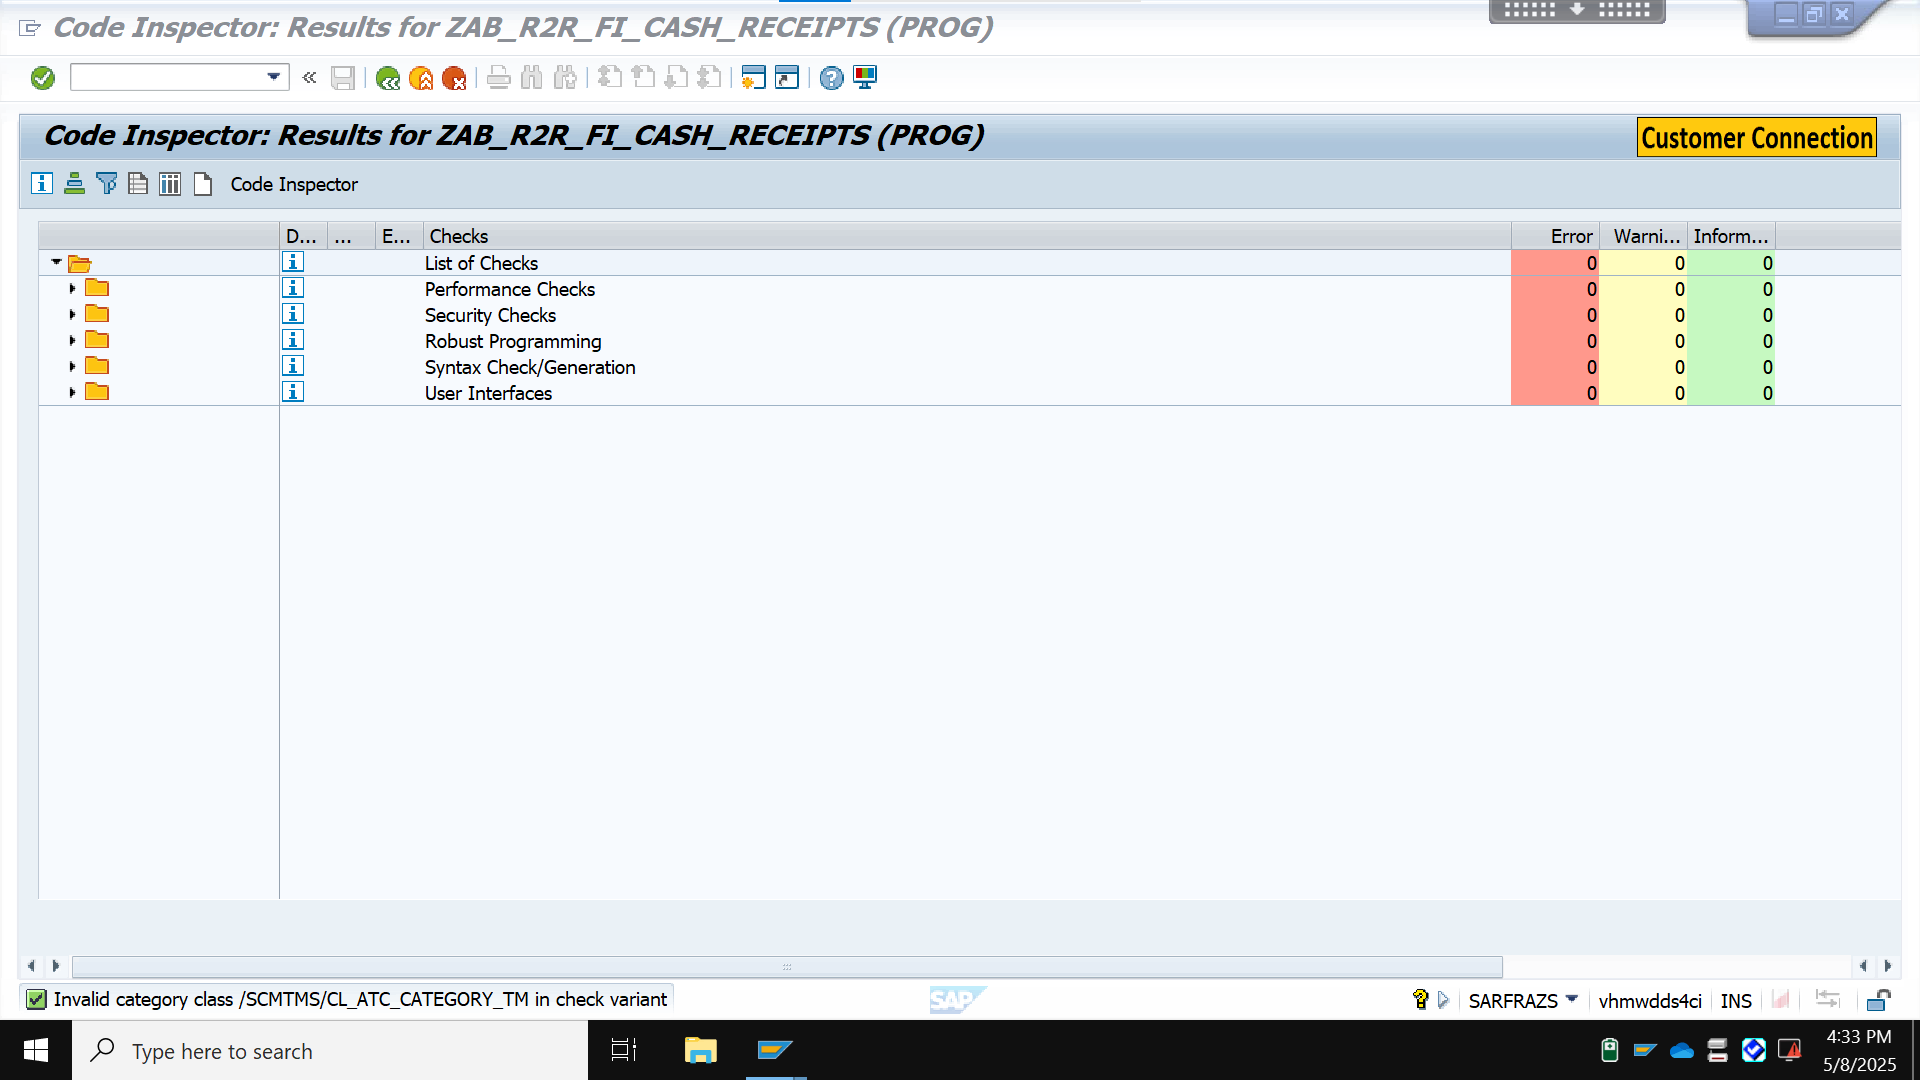 Code Inspector: Results for ZAB_R2R_FI_CASH_RECEIPTS (PROG)
Code Inspector: Results for ZAB_R2R_FI_CASH_RECEIPTS (PROG)
Customer Connection
Code Inspector
D... ... E... Checks Error Warni... Inform...
List of Checks 0 0 0
Performance Checks 0 0 0
Security Checks 0 0 0
Robust Programming 0 0 0
Syntax Check/Generation 0 0 0
User Interfaces 0 0 0
Invalid category class /SCMTMS/CL_ATC_CATEGORY_TM in check variant
SAP
SARFRAZS vhmwdds4ci INS
Type here to search
4:33 PM
5/8/2025